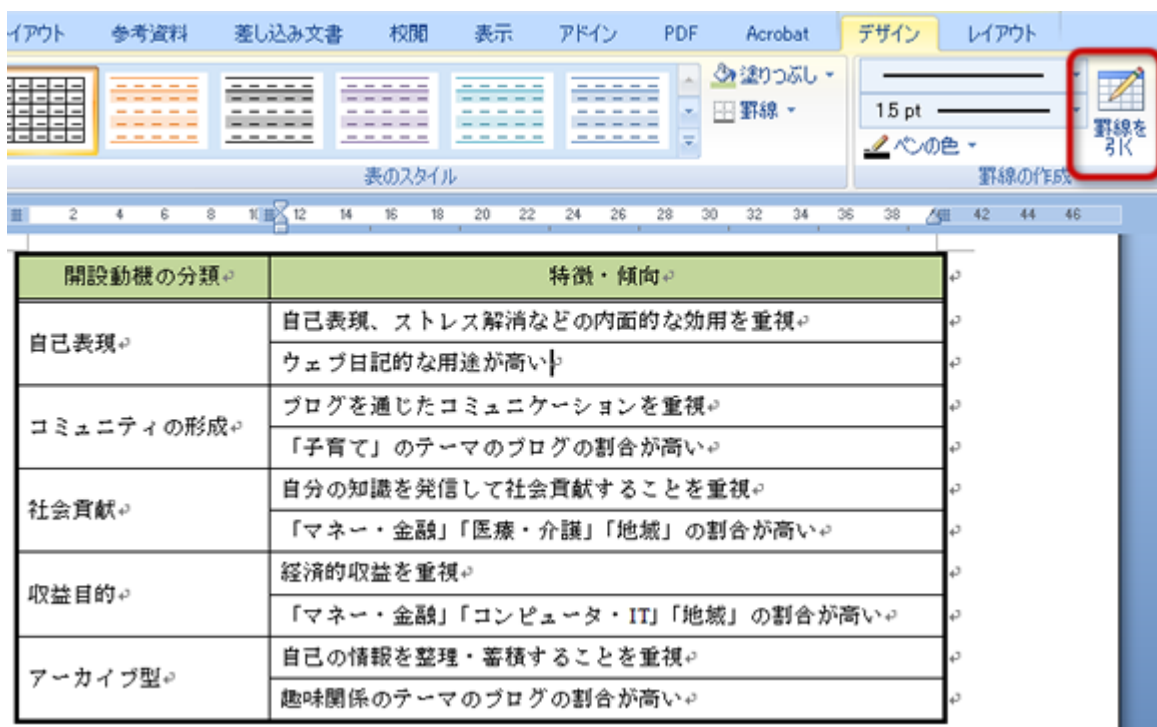 イアウト 参考資料 差し込み文書 校閲 表示 アドイン PDF Acrobat デザイン レイアウト
塗りつぶし
罫線
1.5 pt
ペンの色
罫線を
引く
表のスタイル 罫線の作成
2 4 6 8 10 12 14 16 18 20 22 24 26 28 30 32 34 36 38 42 44 46
開設動機の分類 特徴・傾向
自己表現
自己表現、ストレス解消などの内面的な効用を重視
ウェブ日記的な用途が高い
コミュニティの形成
ブログを通じたコミュニケーションを重視
「子育て」のテーマのブログの割合が高い
社会貢献
自分の知識を発信して社会貢献することを重視
「マネー・金融」「医療・介護」「地域」の割合が高い
収益目的
経済的収益を重視
「マネー・金融」「コンピュータ・IT」「地域」の割合が高い
アーカイブ型
自己の情報を整理・蓄積することを重視
趣味関係のテーマのブログの割合が高い